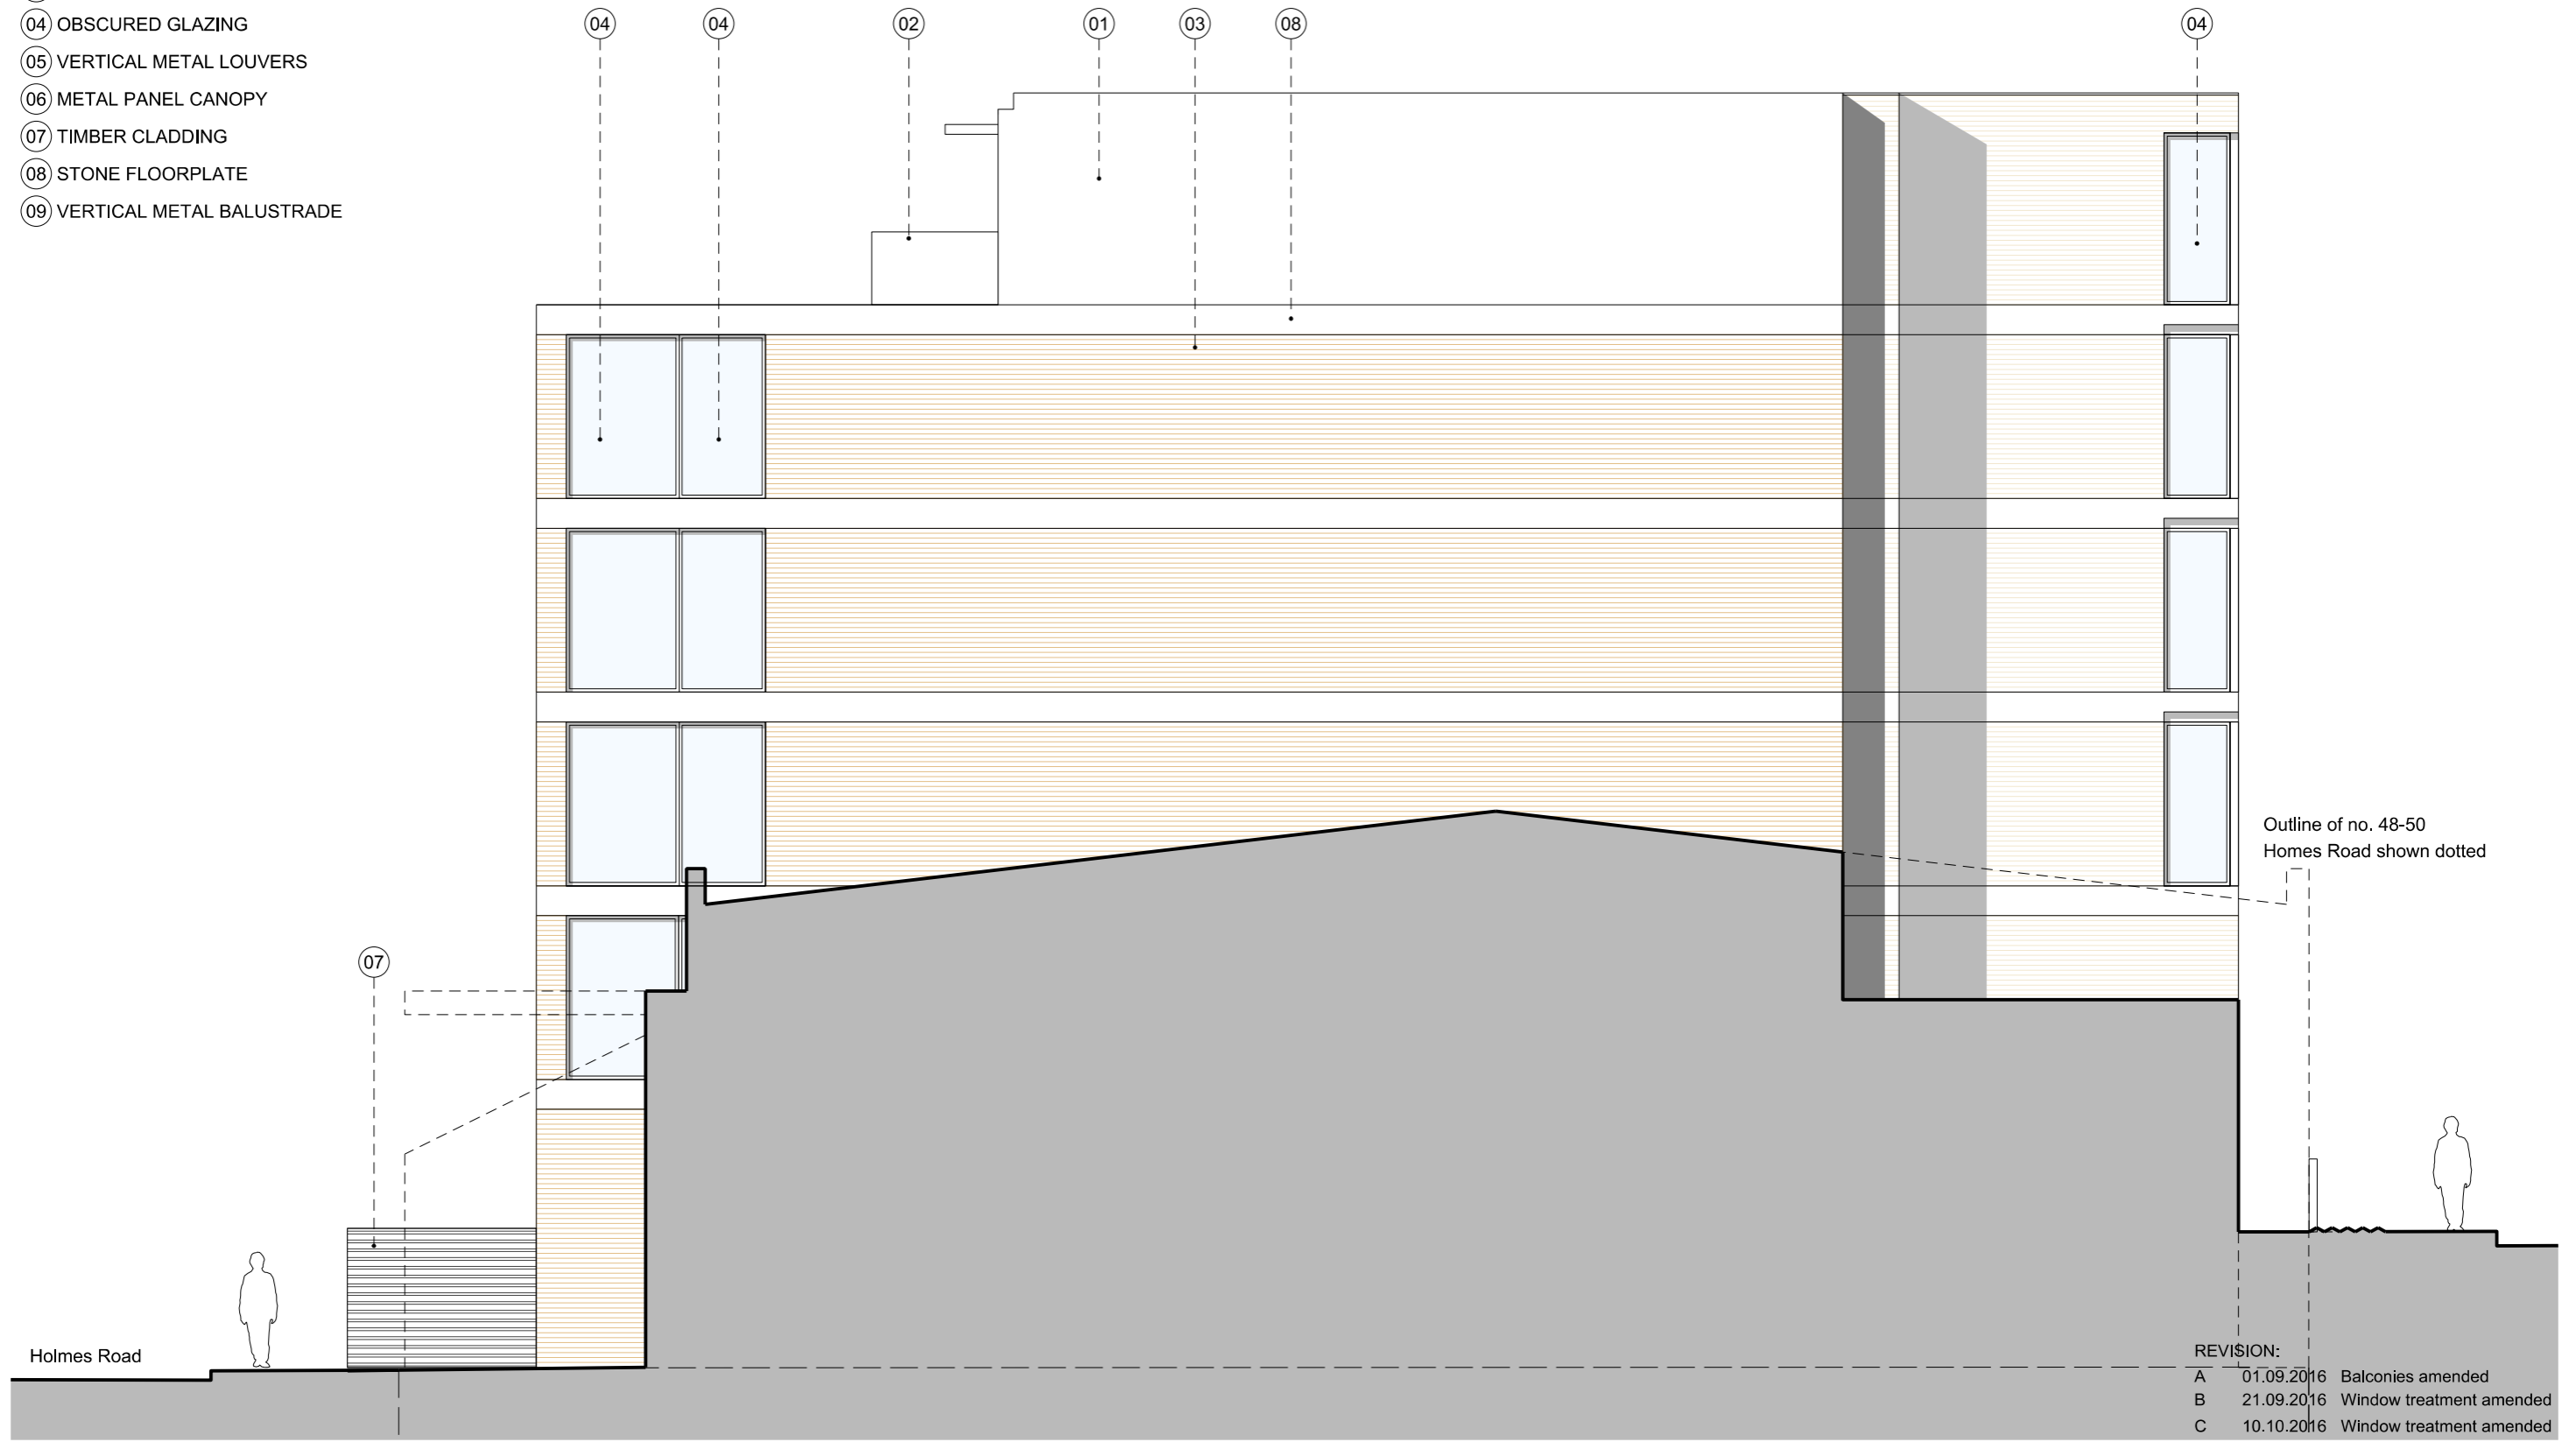 04 OBSCURED GLAZING
05 VERTICAL METAL LOUVERS
06 METAL PANEL CANOPY
07 TIMBER CLADDING
08 STONE FLOORPLATE
09 VERTICAL METAL BALUSTRADE
04 04 02 01 03 08 04
Outline of no. 48-50
Homes Road shown dotted
07
Holmes Road
REVISION:
A 01.09.2016 Balconies amended
B 21.09.2016 Window treatment amended
C 10.10.2016 Window treatment amended